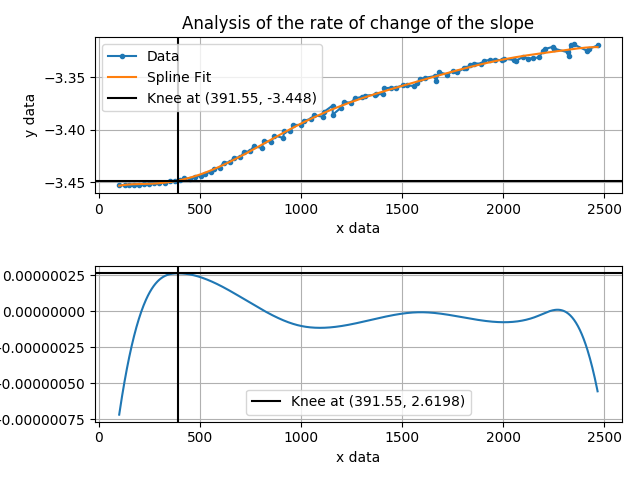 Analysis of the rate of change of the slope
Data
Spline Fit
Knee at (391.55, -3.448)
−3.35
−3.40
−3.45
y data
0 500 1000 1500 2000 2500
x data
0.00000025
0.00000000
-0.00000025
-0.00000050
-0.00000075
Knee at (391.55, 2.6198)
0 500 1000 1500 2000 2500
x data